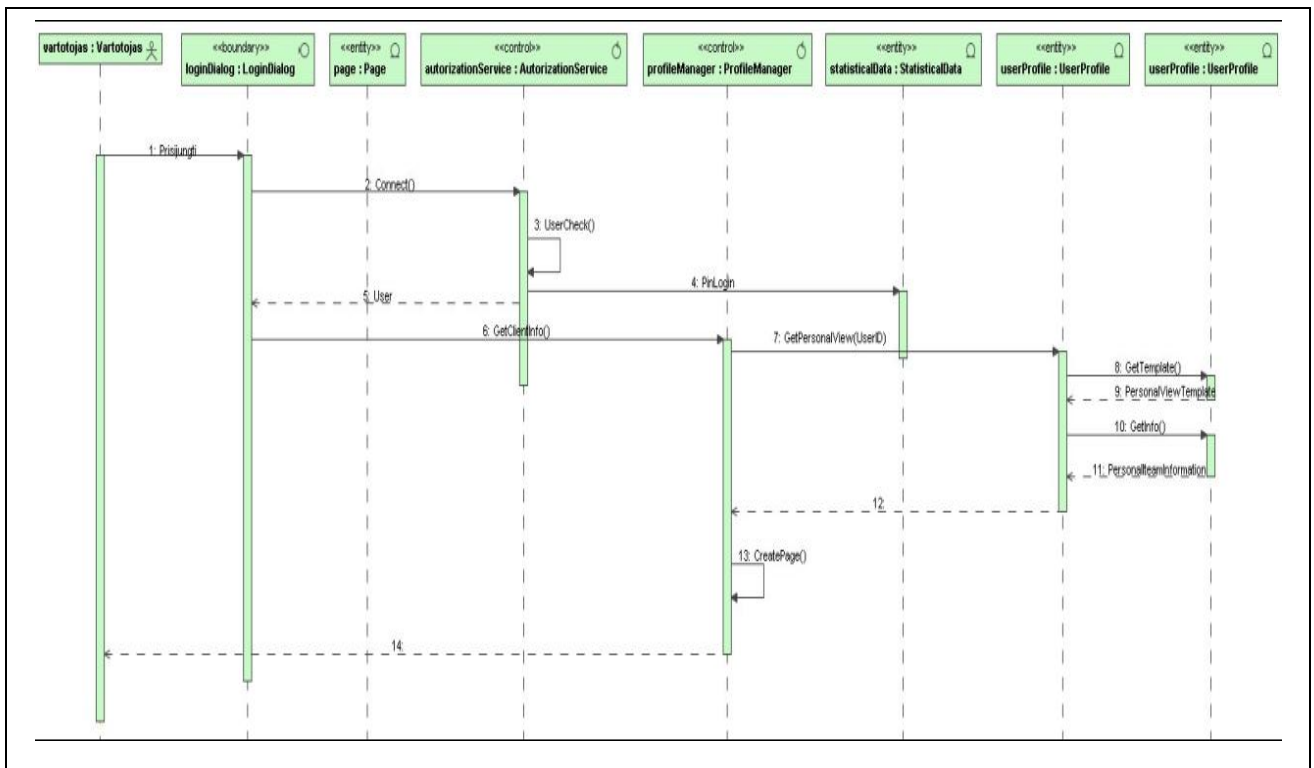 vartotojas : Vartotojas
<<boundary>>
loginDialog : LoginDialog
<<entity>>
page : Page
<<control>>
autorizationService : AutorizationService
<<control>>
profileManager : ProfileManager
<<entity>>
statisticalData : StatisticalData
<<entity>>
userProfile : UserProfile
<<entity>>
userProfile : UserProfile
1: Prisijungti
2: Connect()
3: UserCheck()
4: PinLogin
5: User
6: GetClientInfo()
7: GetPersonalView(UserID)
8: GetTemplate()
9: PersonalViewTemplate
10: GetInfo()
11: PersonalteamInformation
12:
13: CreatePage()
14: